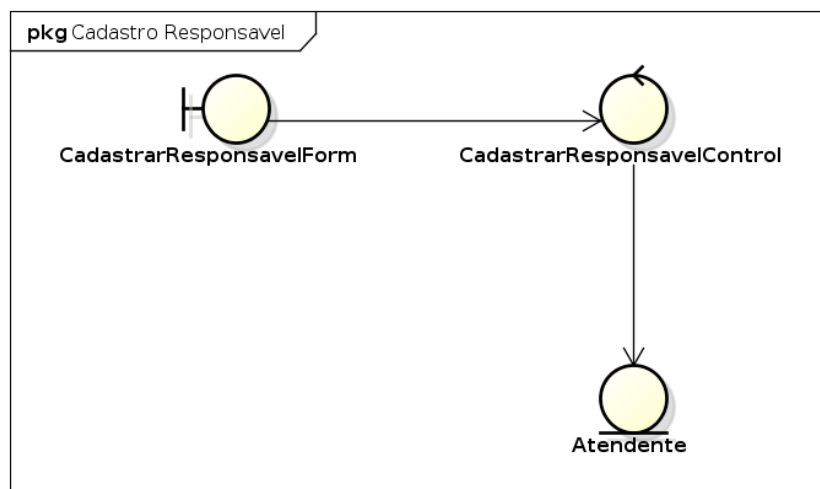 pkg Cadastro Responsavel
CadastrarResponsavelForm
CadastrarResponsavelControl
Atendente